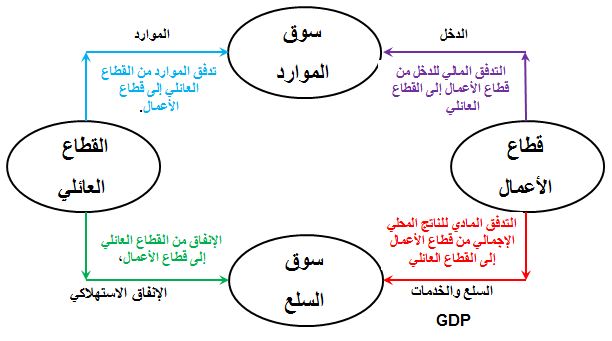 الموارد
سوق
الموارد
الدخل
تدفق الموارد من القطاع
العائلي إلى قطاع
الأعمال.
التدفق المالي للدخل من
قطاع الأعمال إلى القطاع
العائلي
القطاع
العائلي
قطاع
الأعمال
الإنفاق من القطاع العائلي
إلى قطاع الأعمال،
التدفق المادي للناتج المحلي
الإجمالي من قطاع الأعمال
إلى القطاع العائلي
سوق
السلع
الإنفاق الاستهلاكي
السلع والخدمات
GDP